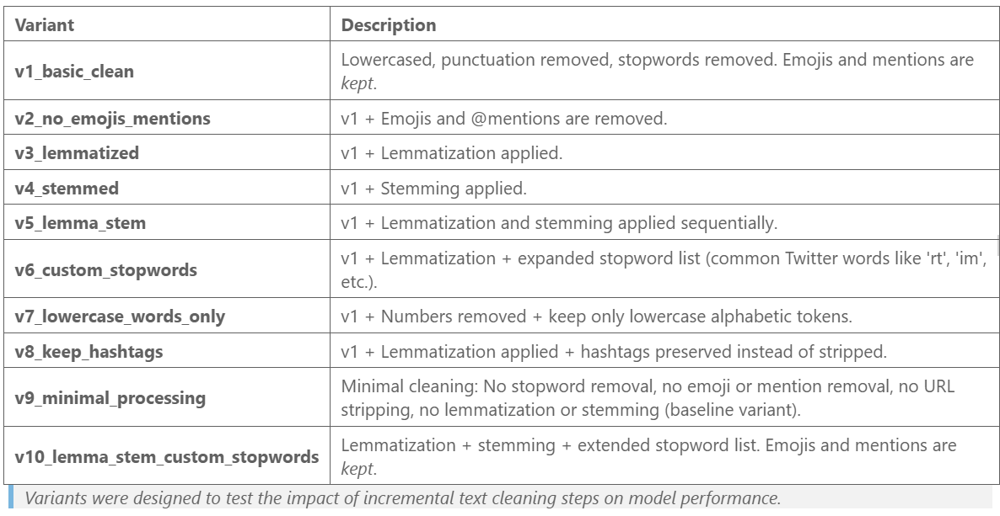 Variant Description
v1_basic_clean Lowercased, punctuation removed, stopwords removed. Emojis and mentions are
kept.
v2_no_emojis_mentions v1 + Emojis and @mentions are removed.
v3_lemmatized v1 + Lemmatization applied.
v4_stemmed v1 + Stemming applied.
v5_lemma_stem v1 + Lemmatization and stemming applied sequentially.
v6_custom_stopwords v1 + Lemmatization + expanded stopword list (common Twitter words like 'rt', 'im',
etc.).
v7_lowercase_words_only v1 + Numbers removed + keep only lowercase alphabetic tokens.
v8_keep_hashtags v1 + Lemmatization applied + hashtags preserved instead of stripped.
v9_minimal_processing Minimal cleaning: No stopword removal, no emoji or mention removal, no URL
stripping, no lemmatization or stemming (baseline variant).
v10_lemma_stem_custom_stopwords Lemmatization + stemming + extended stopword list. Emojis and mentions are
kept.
Variants were designed to test the impact of incremental text cleaning steps on model performance.